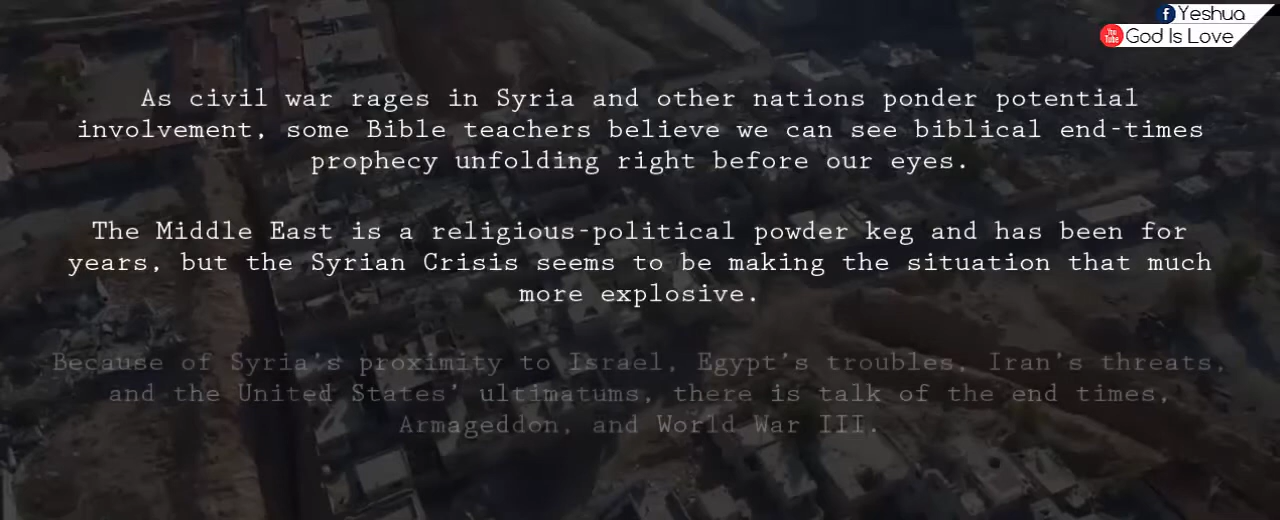 Yeshua
God Is Love
As civil war rages in Syria and other nations ponder potential
involvement, some Bible teachers believe we can see biblical end-times
prophecy unfolding right before our eyes.
The Middle East is a religious-political powder keg and has been for
years, but the Syrian Crisis seems to be making the situation that much
more explosive.
Because of Syria's proximity to Israel, Egypt's troubles, Iran's threats,
and the United States' ultimatums, there is talk of the end times,
Armageddon, and World War III.